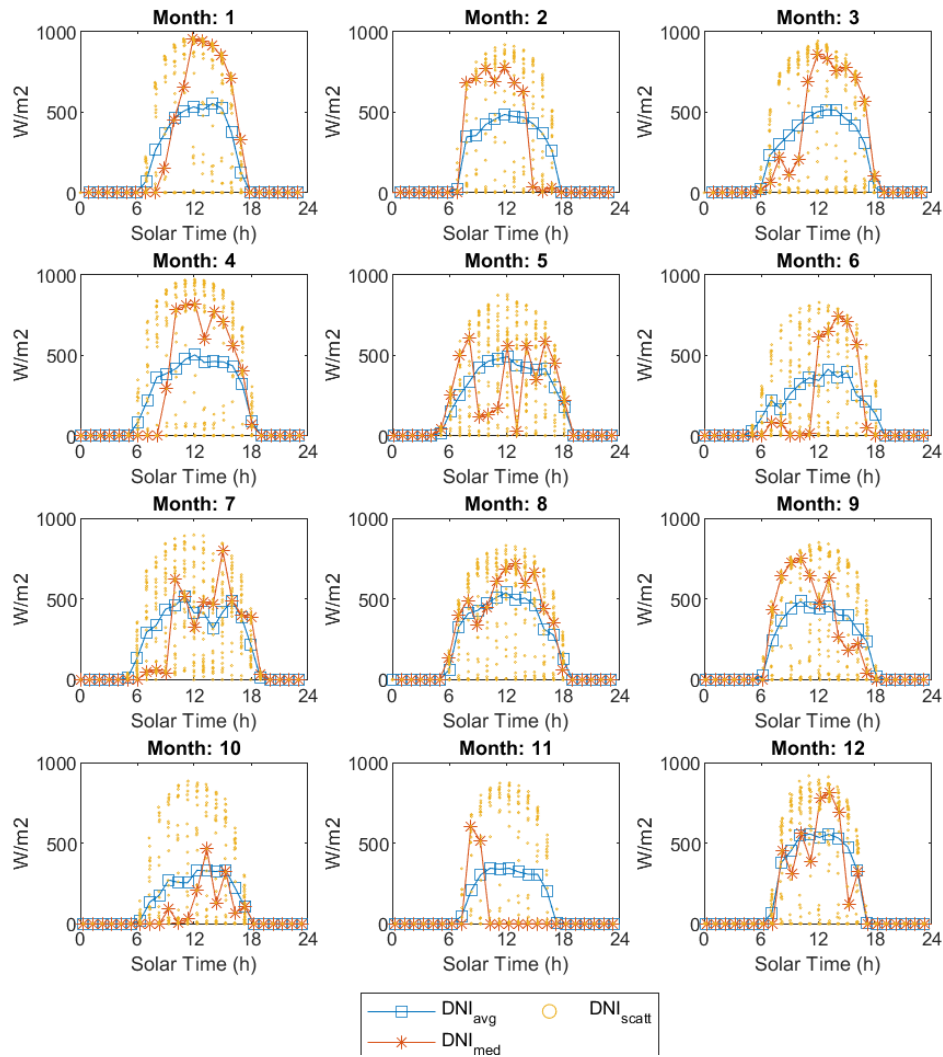 Month: 1
Month: 2
Month: 3
1000
500
0
W/m2
0 6 12 18 24
Solar Time (h)
1000
500
0
W/m2
0 6 12 18 24
Solar Time (h)
1000
500
0
W/m2
0 6 12 18 24
Solar Time (h)
Month: 4
Month: 5
Month: 6
1000
500
0
W/m2
0 6 12 18 24
Solar Time (h)
1000
500
0
W/m2
0 6 12 18 24
Solar Time (h)
1000
500
0
W/m2
0 6 12 18 24
Solar Time (h)
Month: 7
Month: 8
Month: 9
1000
500
0
W/m2
0 6 12 18 24
Solar Time (h)
1000
500
0
W/m2
0 6 12 18 24
Solar Time (h)
1000
500
0
W/m2
0 6 12 18 24
Solar Time (h)
Month: 10
Month: 11
Month: 12
1000
500
0
W/m2
0 6 12 18 24
Solar Time (h)
1000
500
0
W/m2
0 6 12 18 24
Solar Time (h)
1000
500
0
W/m2
0 6 12 18 24
Solar Time (h)
DNIavg DNIscatt
DNImed